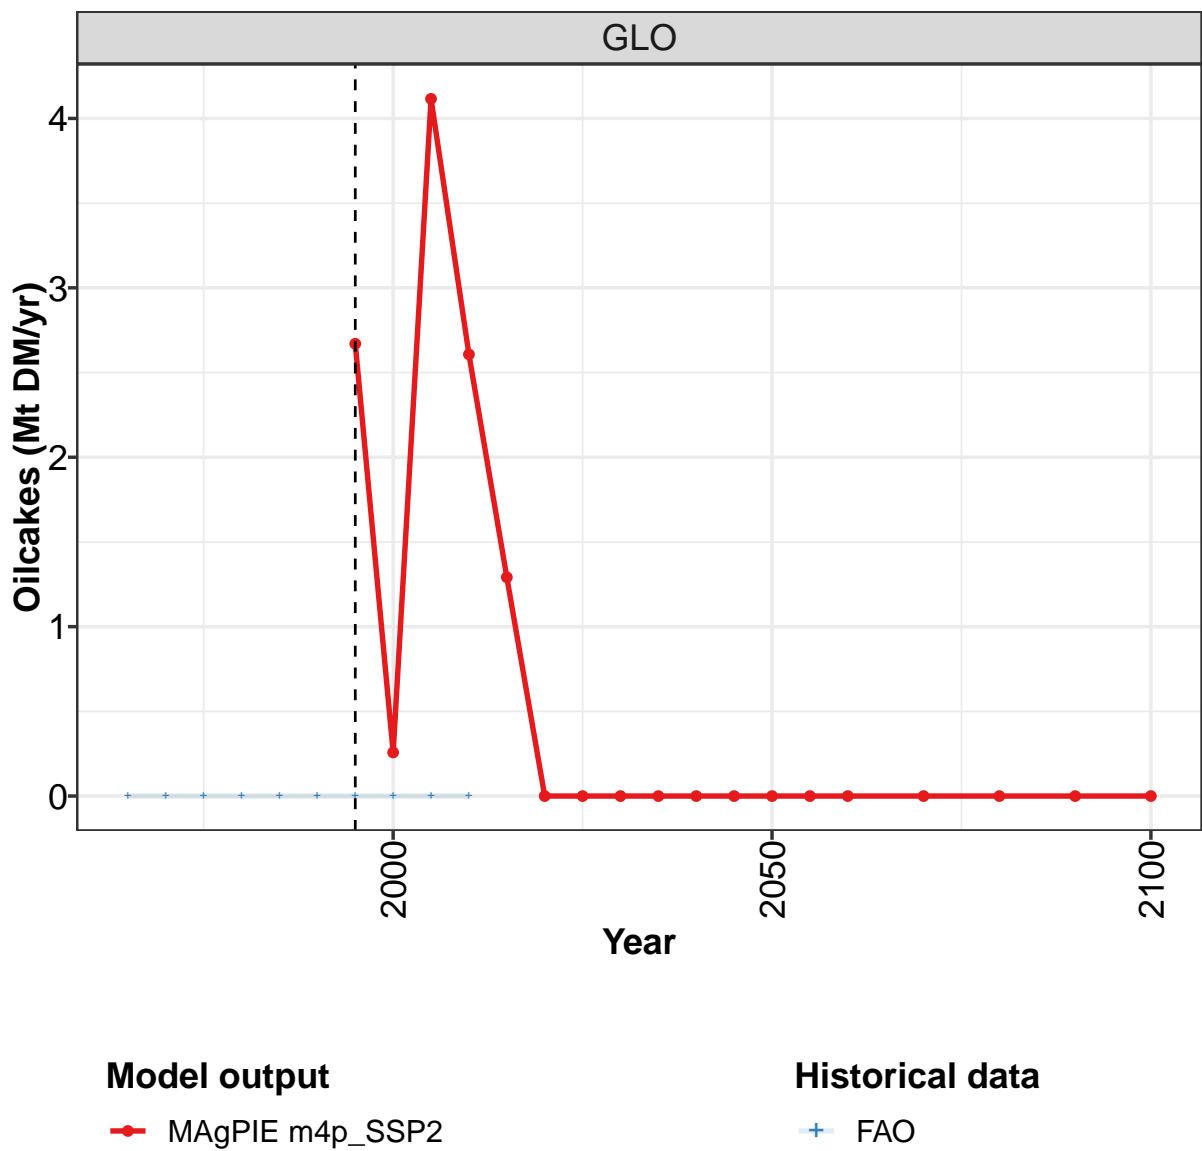 GLO
4
3
2
1
0
Oilcakes (Mt DM/yr)
2000
2050
2100
Year
Model output
Historical data
MAgPIE m4p_SSP2
FAO